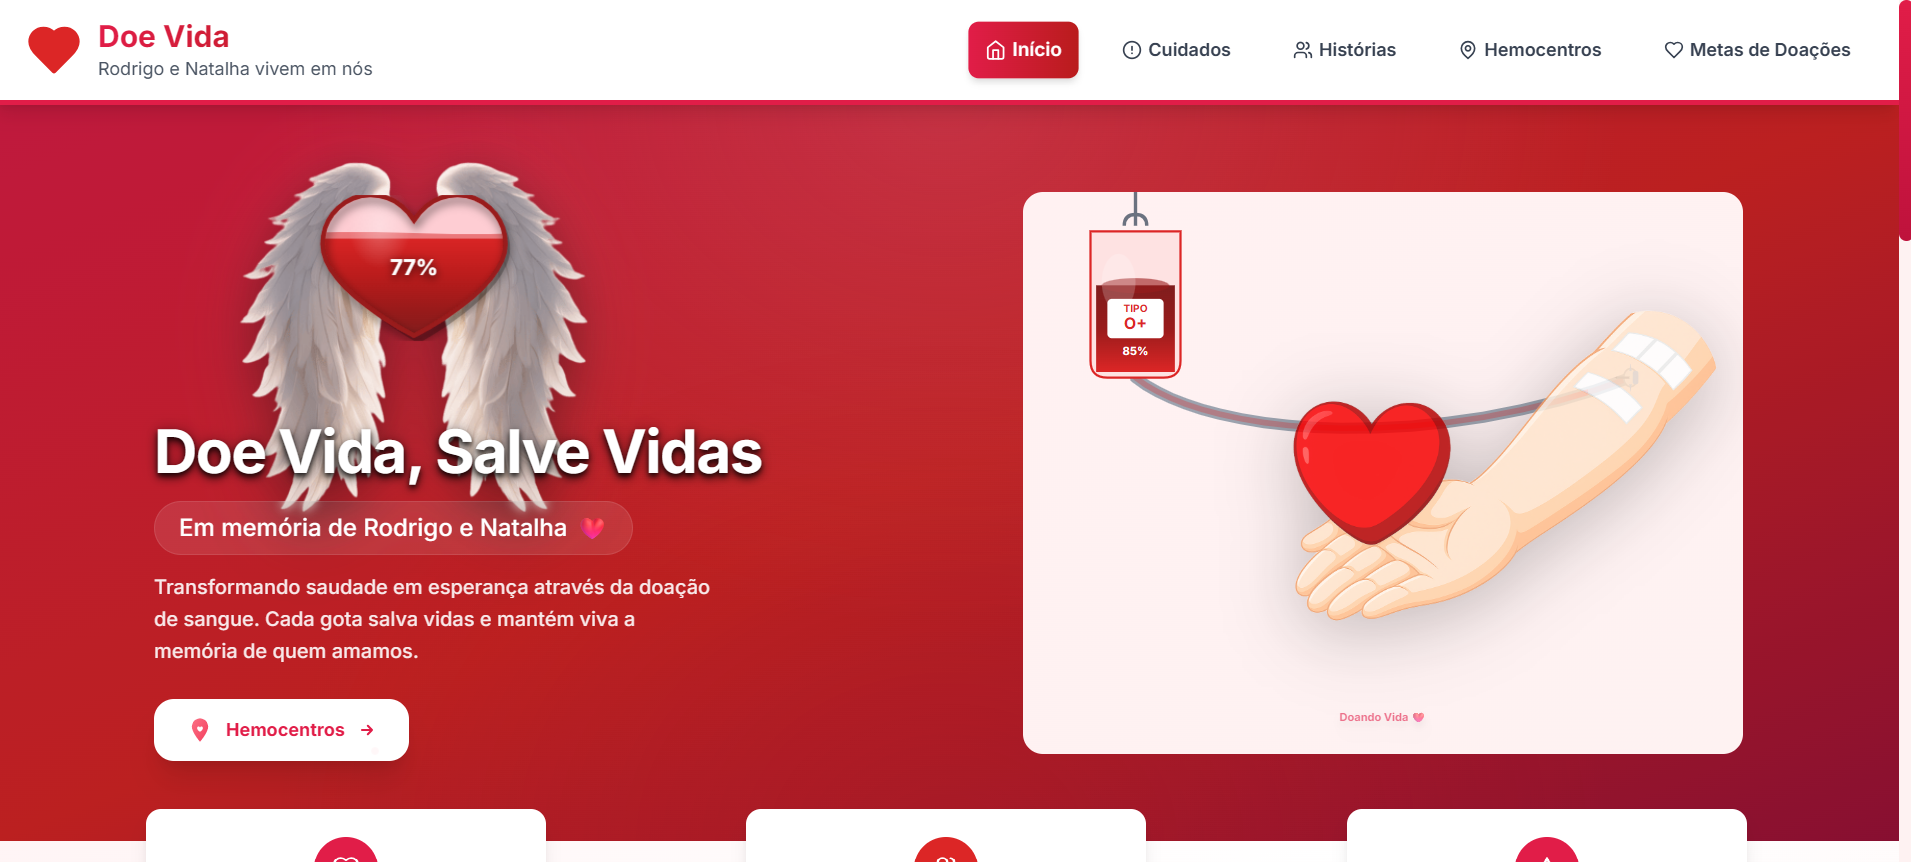 Doe Vida
Rodrigo e Natalha vivem em nós
Início
Cuidados
Histórias
Hemocentros
Metas de Doações
77%
Doe Vida, Salve Vidas
Em memória de Rodrigo e Natalha
Transformando saudade em esperança através da doação
de sangue. Cada gota salva vidas e mantém viva a
memória de quem amamos.
Hemocentros →
TIPO
O+
85%
Doando Vida